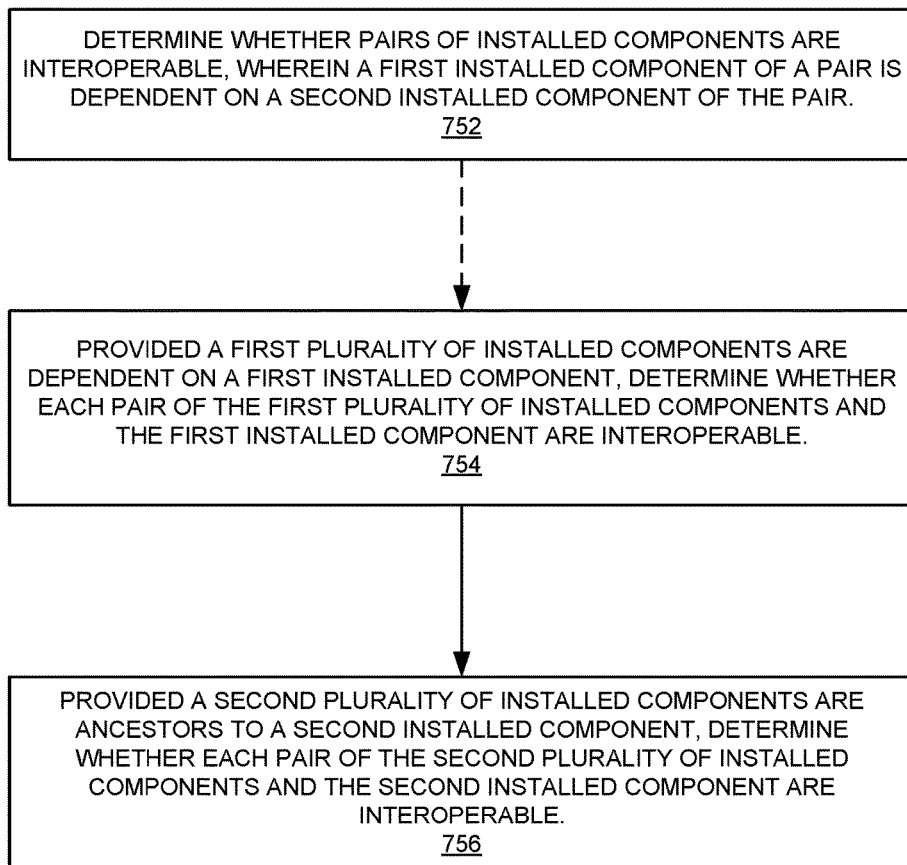 DETERMINE WHETHER PAIRS OF INSTALLED COMPONENTS ARE
INTEROPERABLE, WHEREIN A FIRST INSTALLED COMPONENT OF A PAIR IS
DEPENDENT ON A SECOND INSTALLED COMPONENT OF THE PAIR.
752
PROVIDED A FIRST PLURALITY OF INSTALLED COMPONENTS ARE
DEPENDENT ON A FIRST INSTALLED COMPONENT, DETERMINE WHETHER
EACH PAIR OF THE FIRST PLURALITY OF INSTALLED COMPONENTS AND
THE FIRST INSTALLED COMPONENT ARE INTEROPERABLE.
754
PROVIDED A SECOND PLURALITY OF INSTALLED COMPONENTS ARE
ANCESTORS TO A SECOND INSTALLED COMPONENT, DETERMINE
WHETHER EACH PAIR OF THE SECOND PLURALITY OF INSTALLED
COMPONENTS AND THE SECOND INSTALLED COMPONENT ARE
INTEROPERABLE.
756